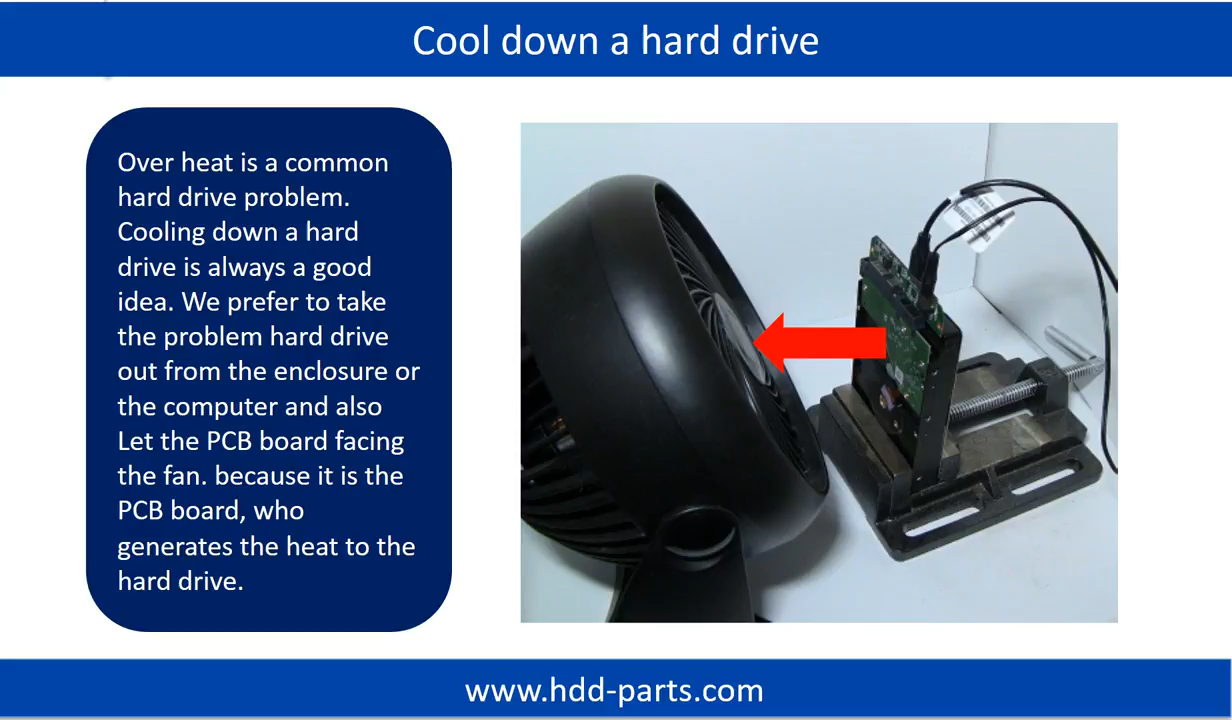 Cool down a hard drive
Over heat is a common
hard drive problem.
Cooling down a hard
drive is always a good
idea. We prefer to take
the problem hard drive
out from the enclosure or
the computer and also
Let the PCB board facing
the fan. because it is the
PCB board, who
generates the heat to the
hard drive.
www.hdd-parts.com